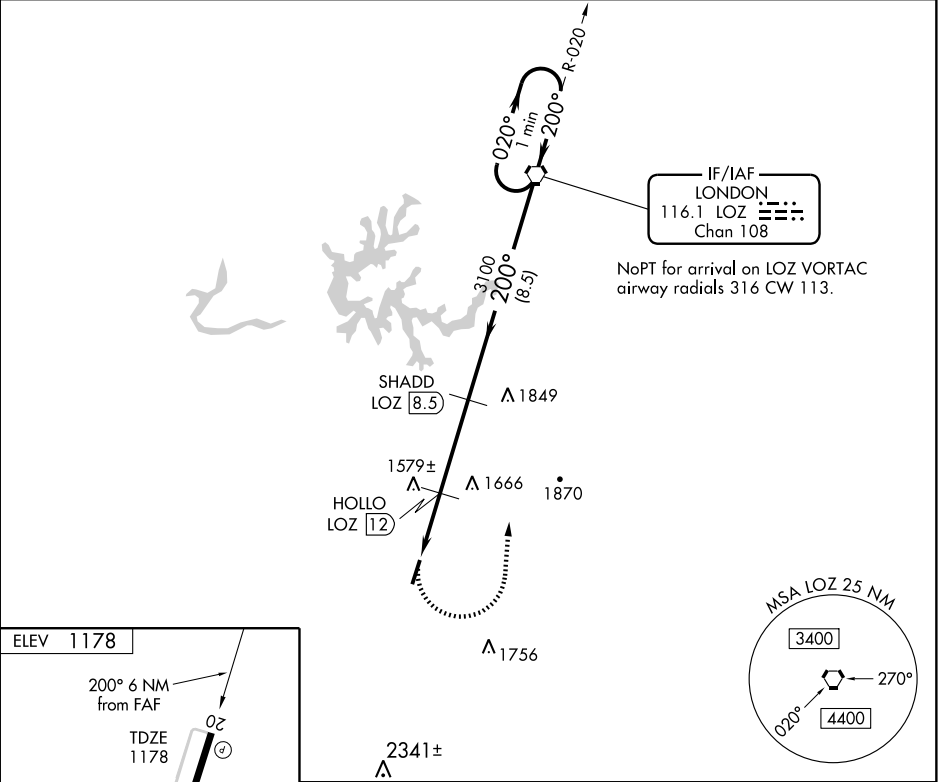 R-020
020°
1 min
200°
IF/IAF
LONDON
116.1 LOZ
Chan 108
NoPT for arrival on LOZ VORTAC
airway radials 316 CW 113.
3100
200°
(8.5)
SHADD
LOZ 8.5
1849
1579±
1666
1870
HOLLO
LOZ 12
1756
MSA LOZ 25 NM
3400
270°
020°
4400
ELEV 1178
200° 6 NM
from FAF
20
TDZE
1178
P
2341±